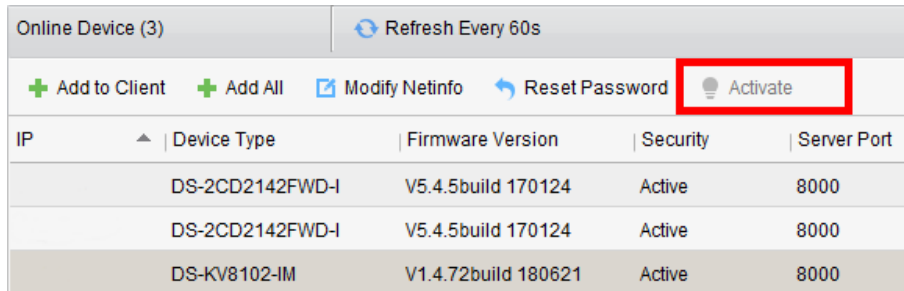 Online Device (3) Refresh Every 60s
Add to Client Add All Modify Netinfo Reset Password Activate
IP Device Type Firmware Version Security Server Port
DS-2CD2142FWD-I V5.4.5build 170124 Active 8000
DS-2CD2142FWD-I V5.4.5build 170124 Active 8000
DS-KV8102-IM V1.4.72build 180621 Active 8000